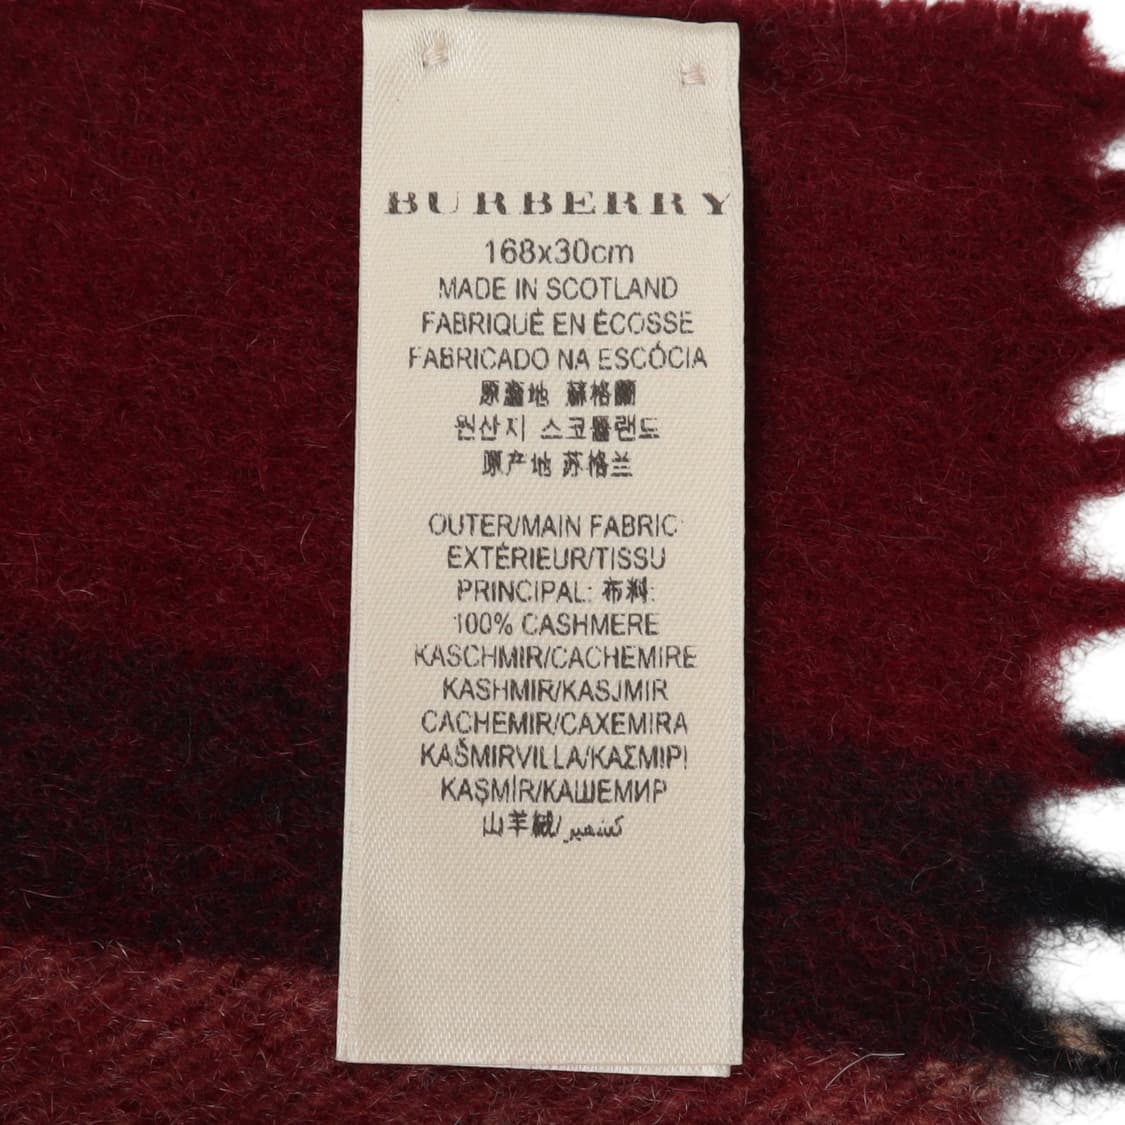 BURBERRY
168x30cm
MADE IN SCOTLAND
FABRIQUÉ EN ÉCOSSE
FABRICADO NA ESCÓCIA
原產地 蘇格蘭
원산지 스코틀랜드
原产地 苏格兰
OUTER/MAIN FABRIC
EXTÉRIEUR/TISSU
PRINCIPAL: 布料:
100% CASHMERE
KASCHMIR/CACHEMIRE
KASHMIR/KASJMIR
CACHEMIR/CAXEMIRA
KAŠMIRVILLA/ΚΑΣΜΙΡΙ
KAŞMİR/КАШЕМИР
山羊絨/كشمير